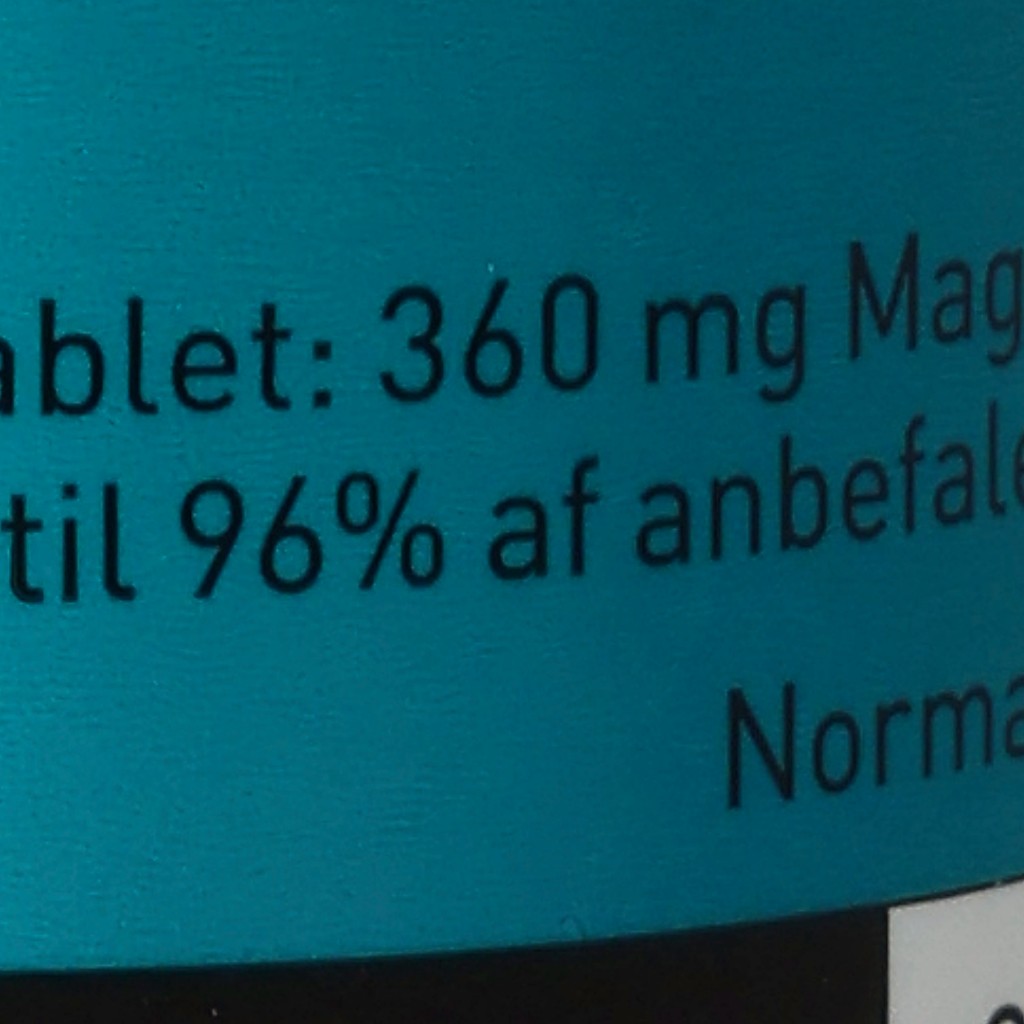 ablet: 360 mg Mag
til 96% af anbefale
Norma